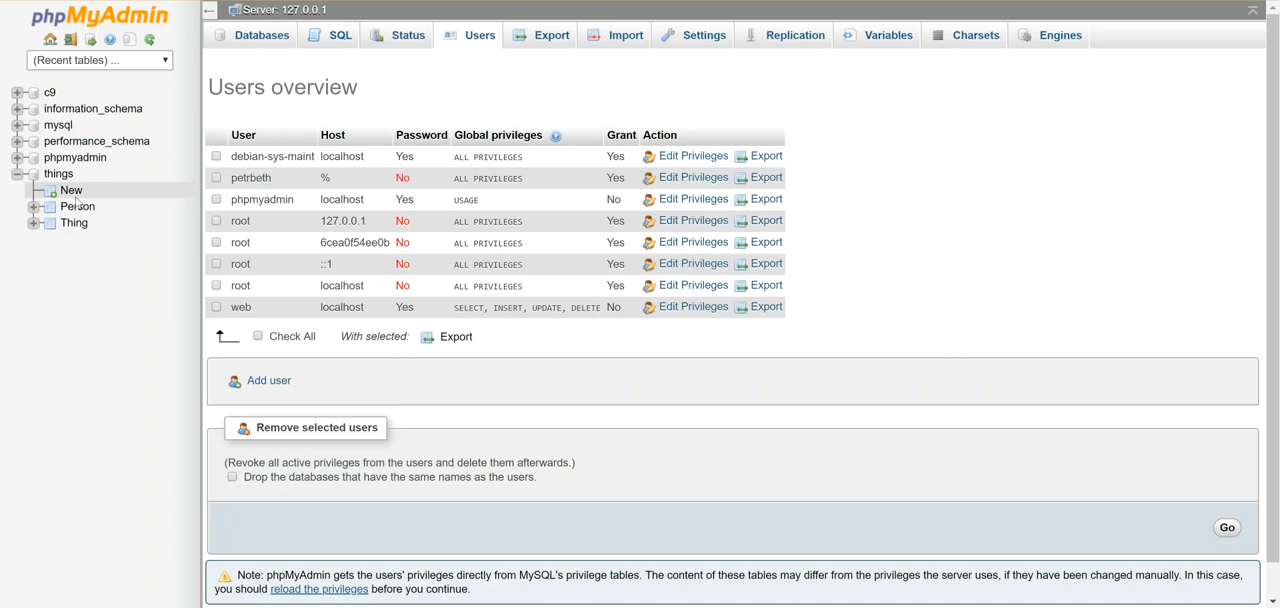 phpMyAdmin
(Recent tables) ...
c9
information_schema
mysql
performance_schema
phpmyadmin
things
New
Person
Thing
Server: 127.0.0.1
Databases SQL Status Users Export Import Settings Replication Variables Charsets Engines
Users overview
User Host Password Global privileges Grant Action
debian-sys-maint localhost Yes ALL PRIVILEGES Yes Edit Privileges Export
petrbeth % No ALL PRIVILEGES Yes Edit Privileges Export
phpmyadmin localhost Yes USAGE No Edit Privileges Export
root 127.0.0.1 No ALL PRIVILEGES Yes Edit Privileges Export
root 6cea0f54ee0b No ALL PRIVILEGES Yes Edit Privileges Export
root ::1 No ALL PRIVILEGES Yes Edit Privileges Export
root localhost No ALL PRIVILEGES Yes Edit Privileges Export
web localhost Yes SELECT, INSERT, UPDATE, DELETE No Edit Privileges Export
Check All With selected: Export
Add user
Remove selected users
(Revoke all active privileges from the users and delete them afterwards.)
Drop the databases that have the same names as the users.
Go
Note: phpMyAdmin gets the users' privileges directly from MySQL's privilege tables. The content of these tables may differ from the privileges the server uses, if they have been changed manually. In this case,
you should reload the privileges before you continue.